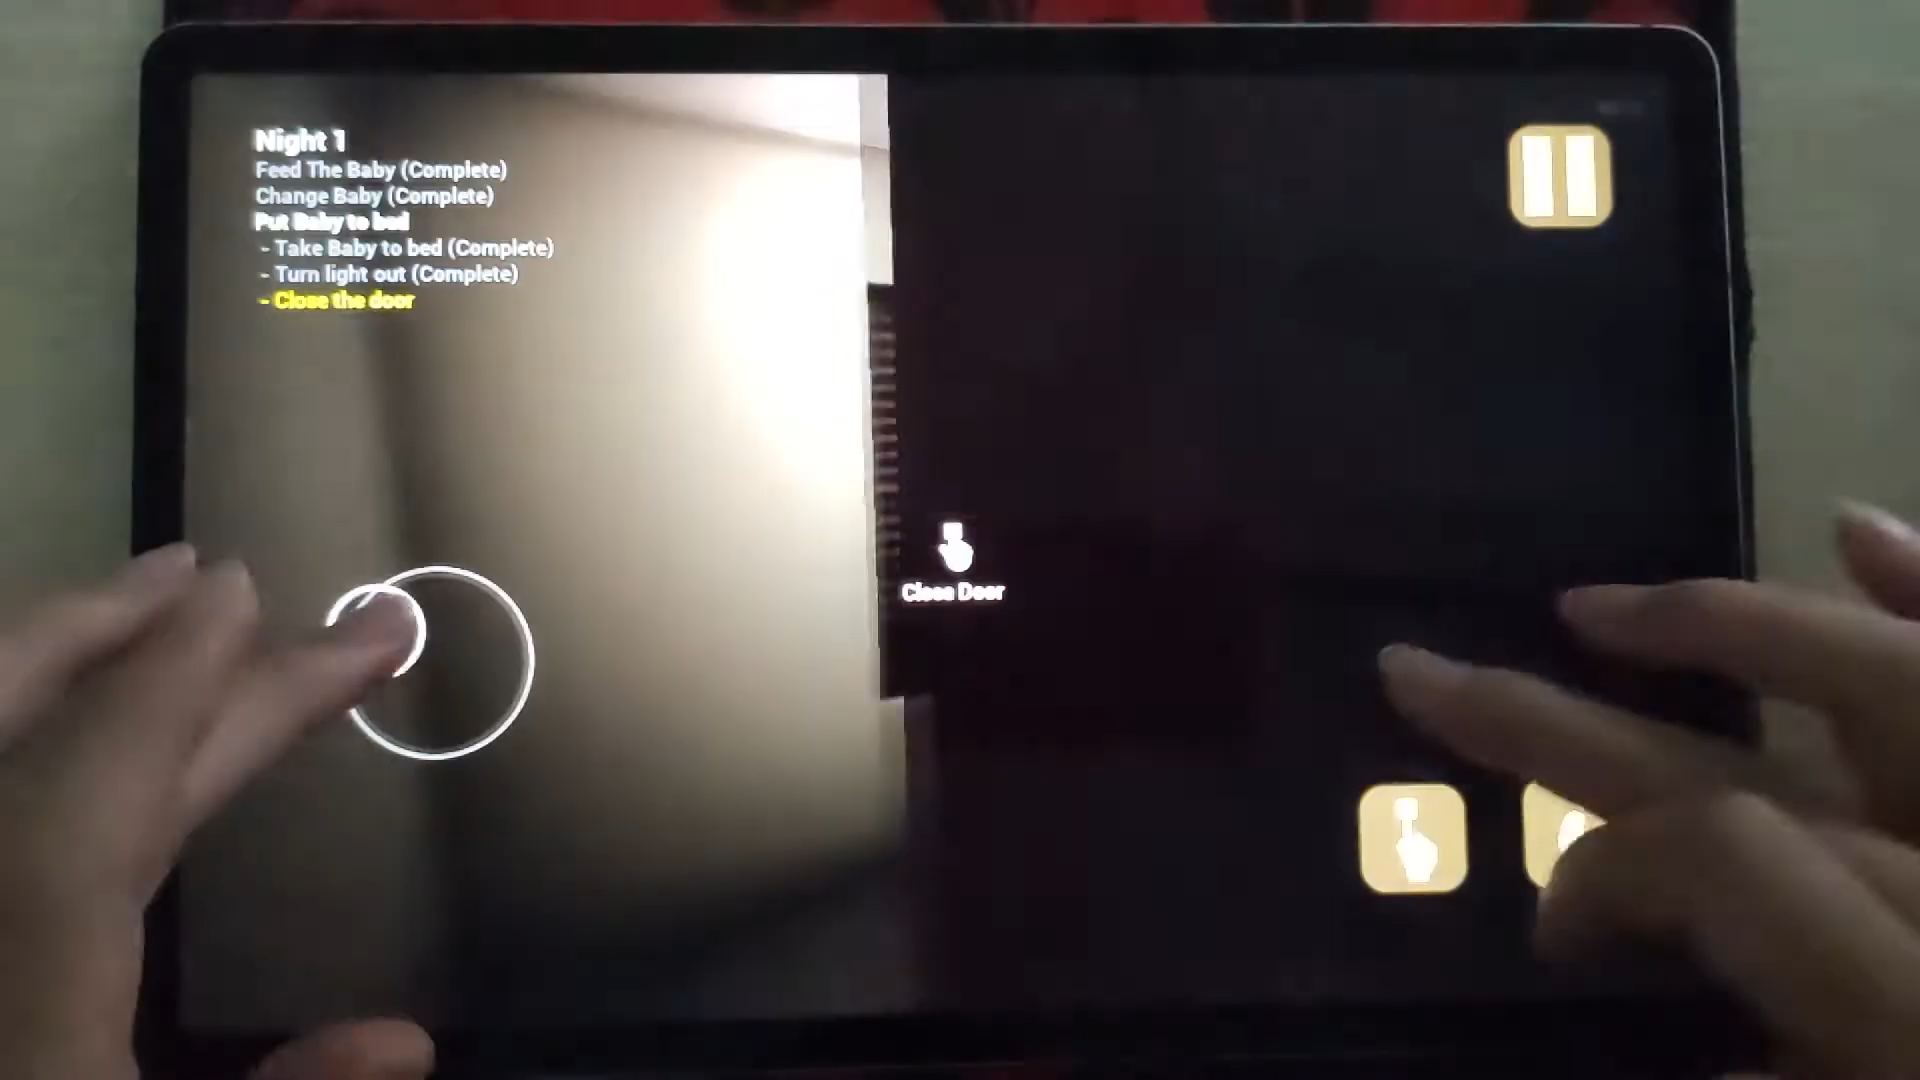 Night 1
Feed The Baby (Complete)
Change Baby (Complete)
Put Baby to bed
- Take Baby to bed (Complete)
- Turn light out (Complete)
- Close the door
Close Door